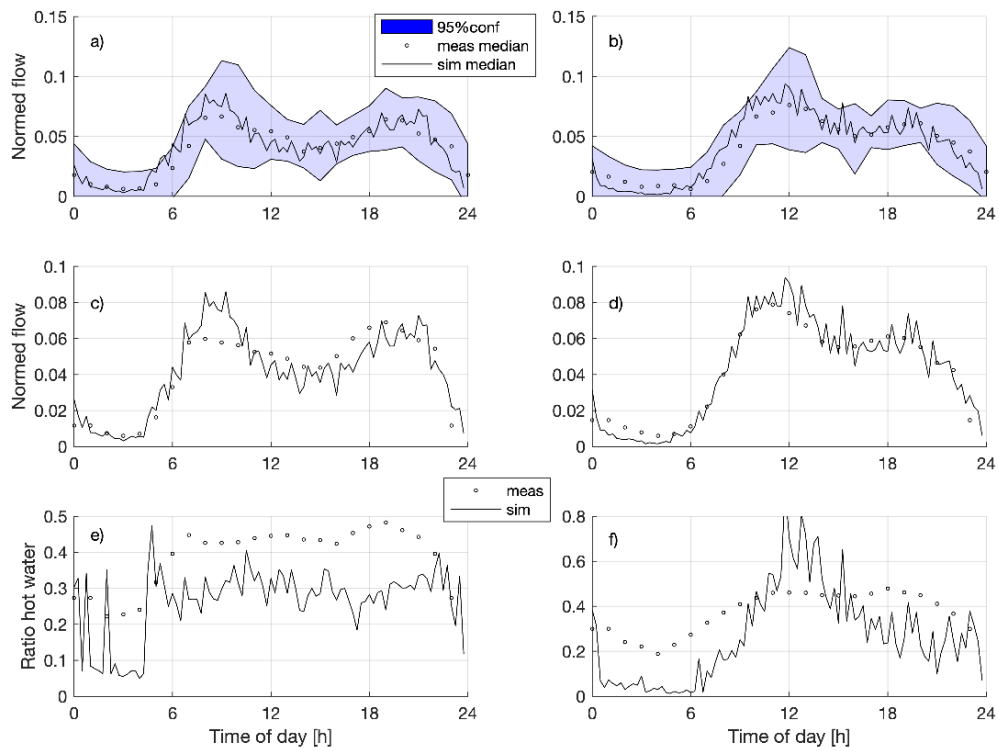 0.15
0.1
0.05
0
Normed flow
a)
95%conf
meas median
sim median
0 6 12 18 24
0.15
0.1
0.05
0
b)
0 6 12 18 24
0.1
0.08
0.06
0.04
0.02
0
Normed flow
c)
0 6 12 18 24
0.1
0.08
0.06
0.04
0.02
0
d)
0 6 12 18 24
meas
sim
0.5
0.4
0.3
0.2
0.1
0
Ratio hot water
e)
0 6 12 18 24
Time of day [h]
0.8
0.6
0.4
0.2
0
f)
0 6 12 18 24
Time of day [h]